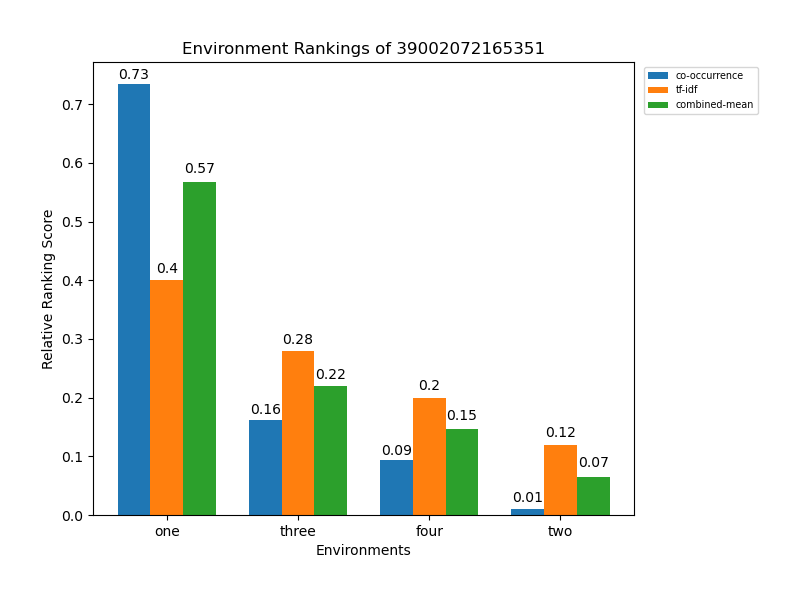 Environment Rankings of 39002072165351
co-occurrence
tf-idf
combined-mean
Relative Ranking Score
0.7
0.6
0.5
0.4
0.3
0.2
0.1
0.0
0.73
0.4
0.57
0.16
0.28
0.22
0.09
0.2
0.15
0.01
0.12
0.07
one three four two
Environments